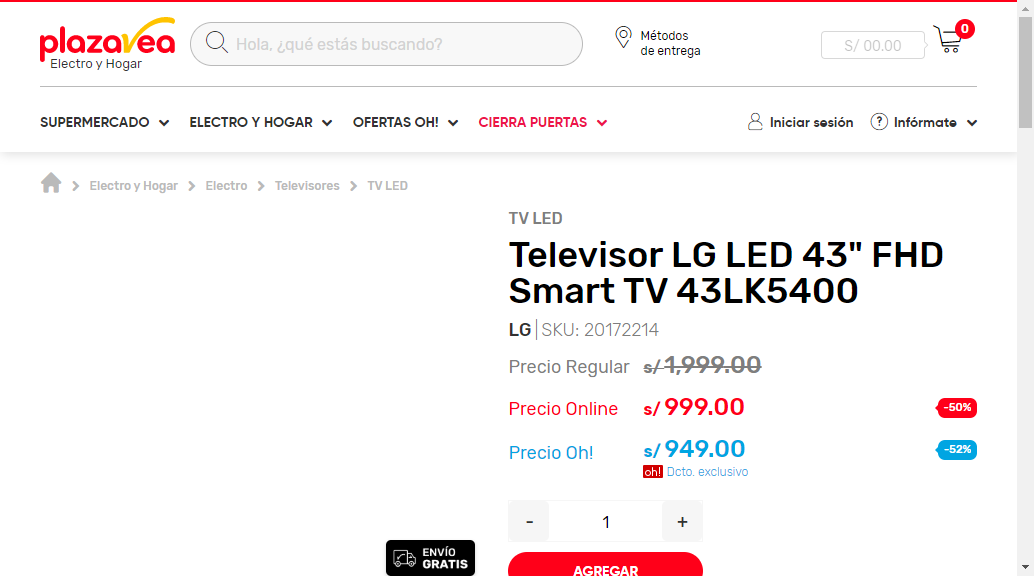 plazavea
Electro y Hogar
Hola, ¿qué estás buscando?
Métodos
de entrega
S/ 00.00
0
SUPERMERCADO
ELECTRO Y HOGAR
OFERTAS OH!
CIERRA PUERTAS
Iniciar sesión
? Infórmate
Electro y Hogar
Electro
Televisores
TV LED
TV LED
Televisor LG LED 43" FHD
Smart TV 43LK5400
LG SKU: 20172214
Precio Regular s/ 1,999.00
Precio Online s/ 999.00 -50%
Precio Oh! s/ 949.00 -52%
oh! Dcto. exclusivo
- 1 +
ENVÍO
GRATIS
AGREGAR